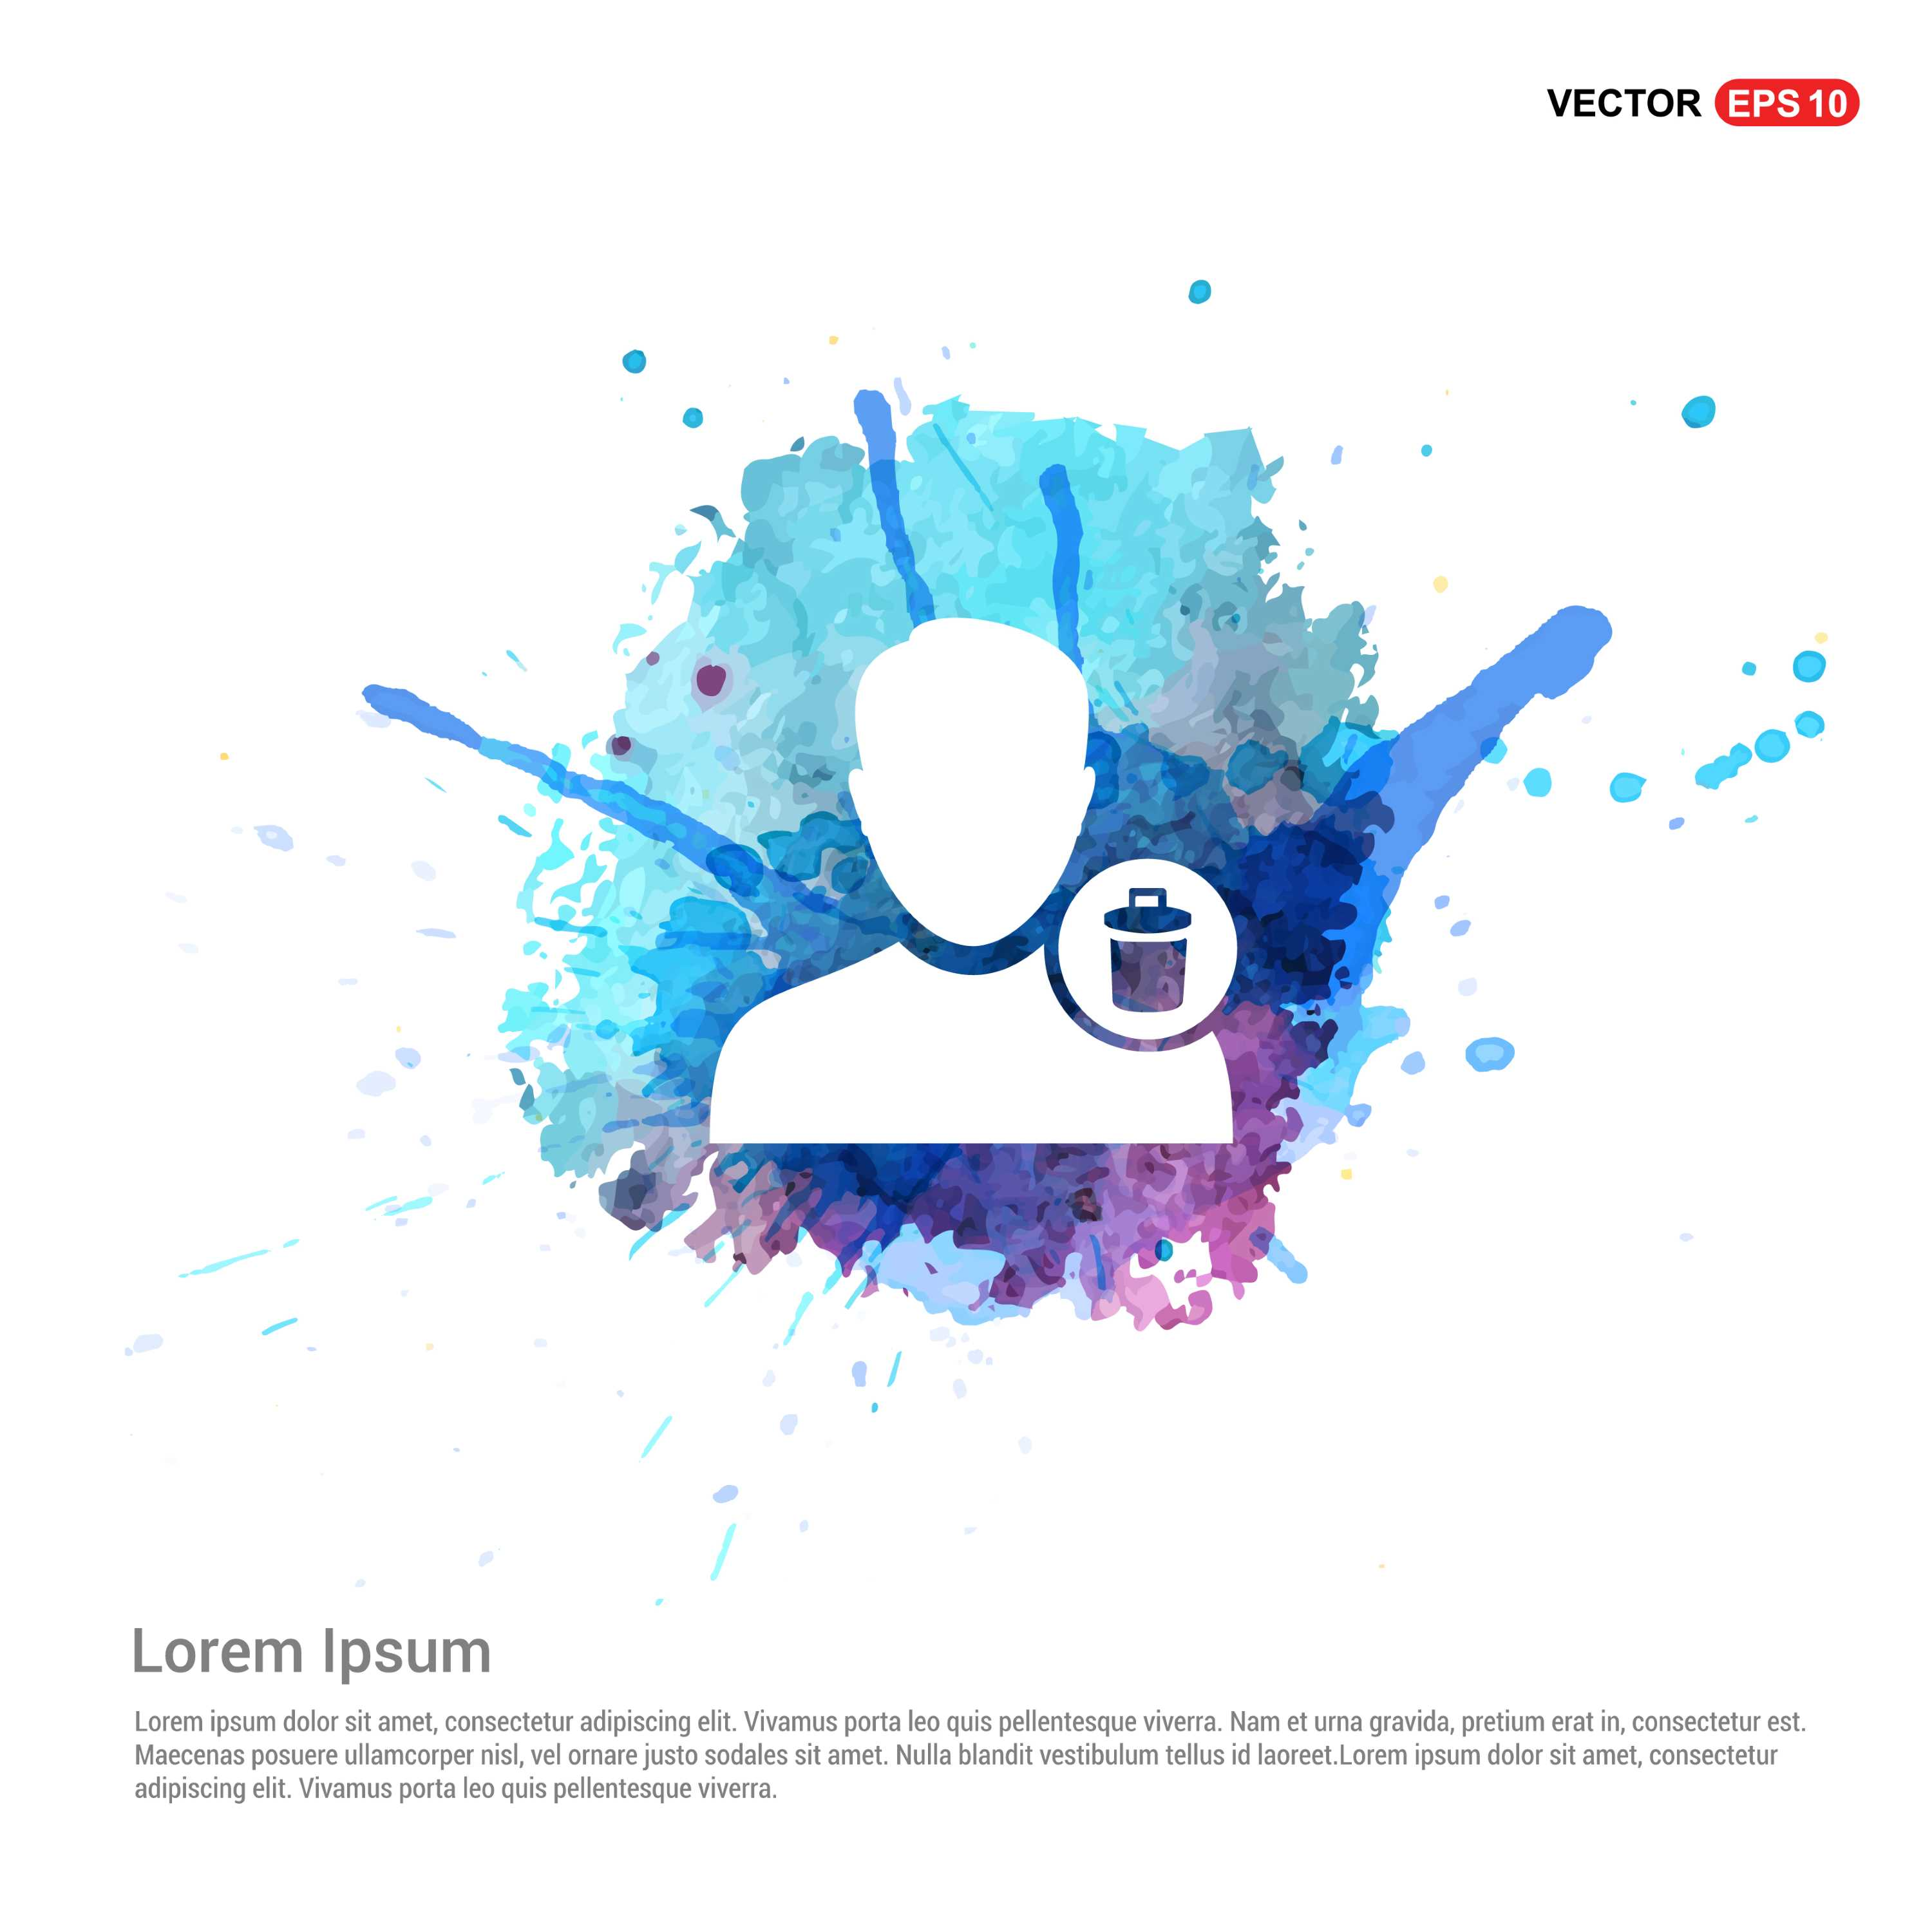 VECTOR EPS 10
Lorem Ipsum
Lorem ipsum dolor sit amet, consectetur adipiscing elit. Vivamus porta leo quis pellentesque viverra. Nam et urna gravida, pretium erat in, consectetur est.
Maecenas posuere ullamcorper nisl, vel ornare justo sodales sit amet. Nulla blandit vestibulum tellus id laoreet.Lorem ipsum dolor sit amet, consectetur
adipiscing elit. Vivamus porta leo quis pellentesque viverra.